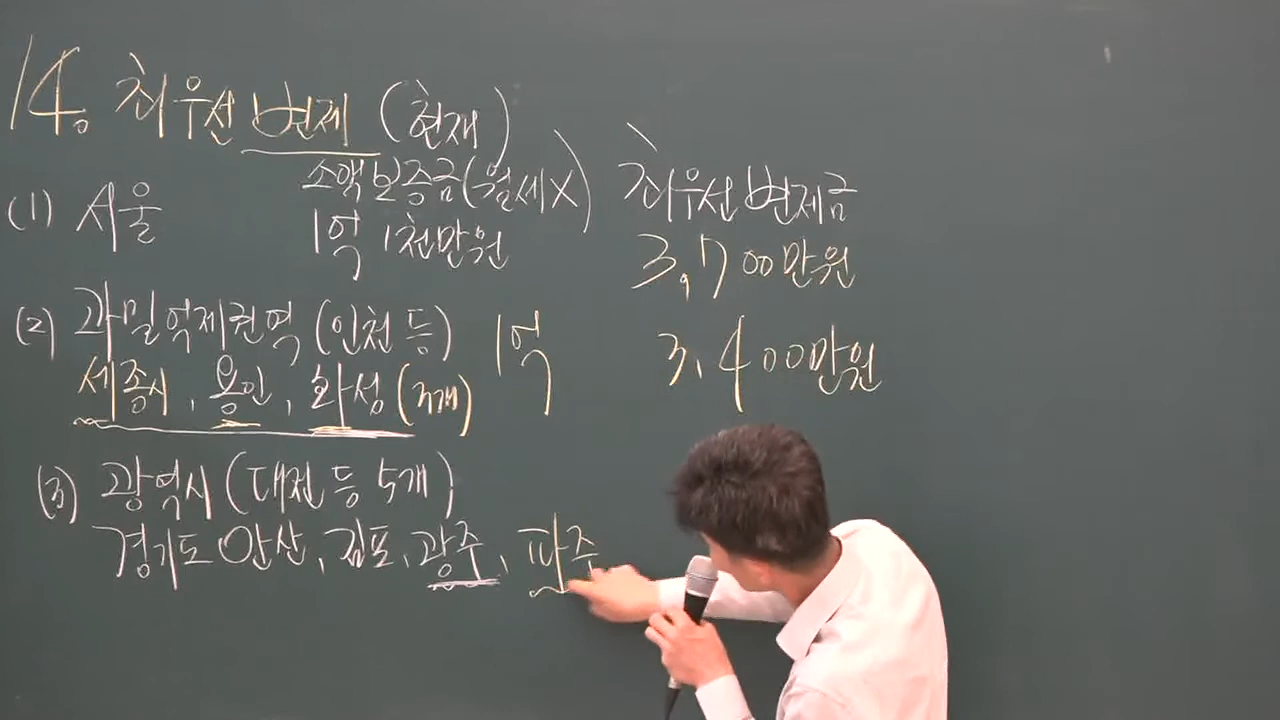 14. 최우선변제 (현재)
소액보증금(월세X) 최우선변제금
(1) 서울 1억 1천만원 3,700만원
(2) 과밀억제권역 (인천 등) 1억 3,400만원
세종시, 용인, 화성 (3개)
(3) 광역시 (대전 등 5개)
경기도 안산, 김포, 광주, 파주